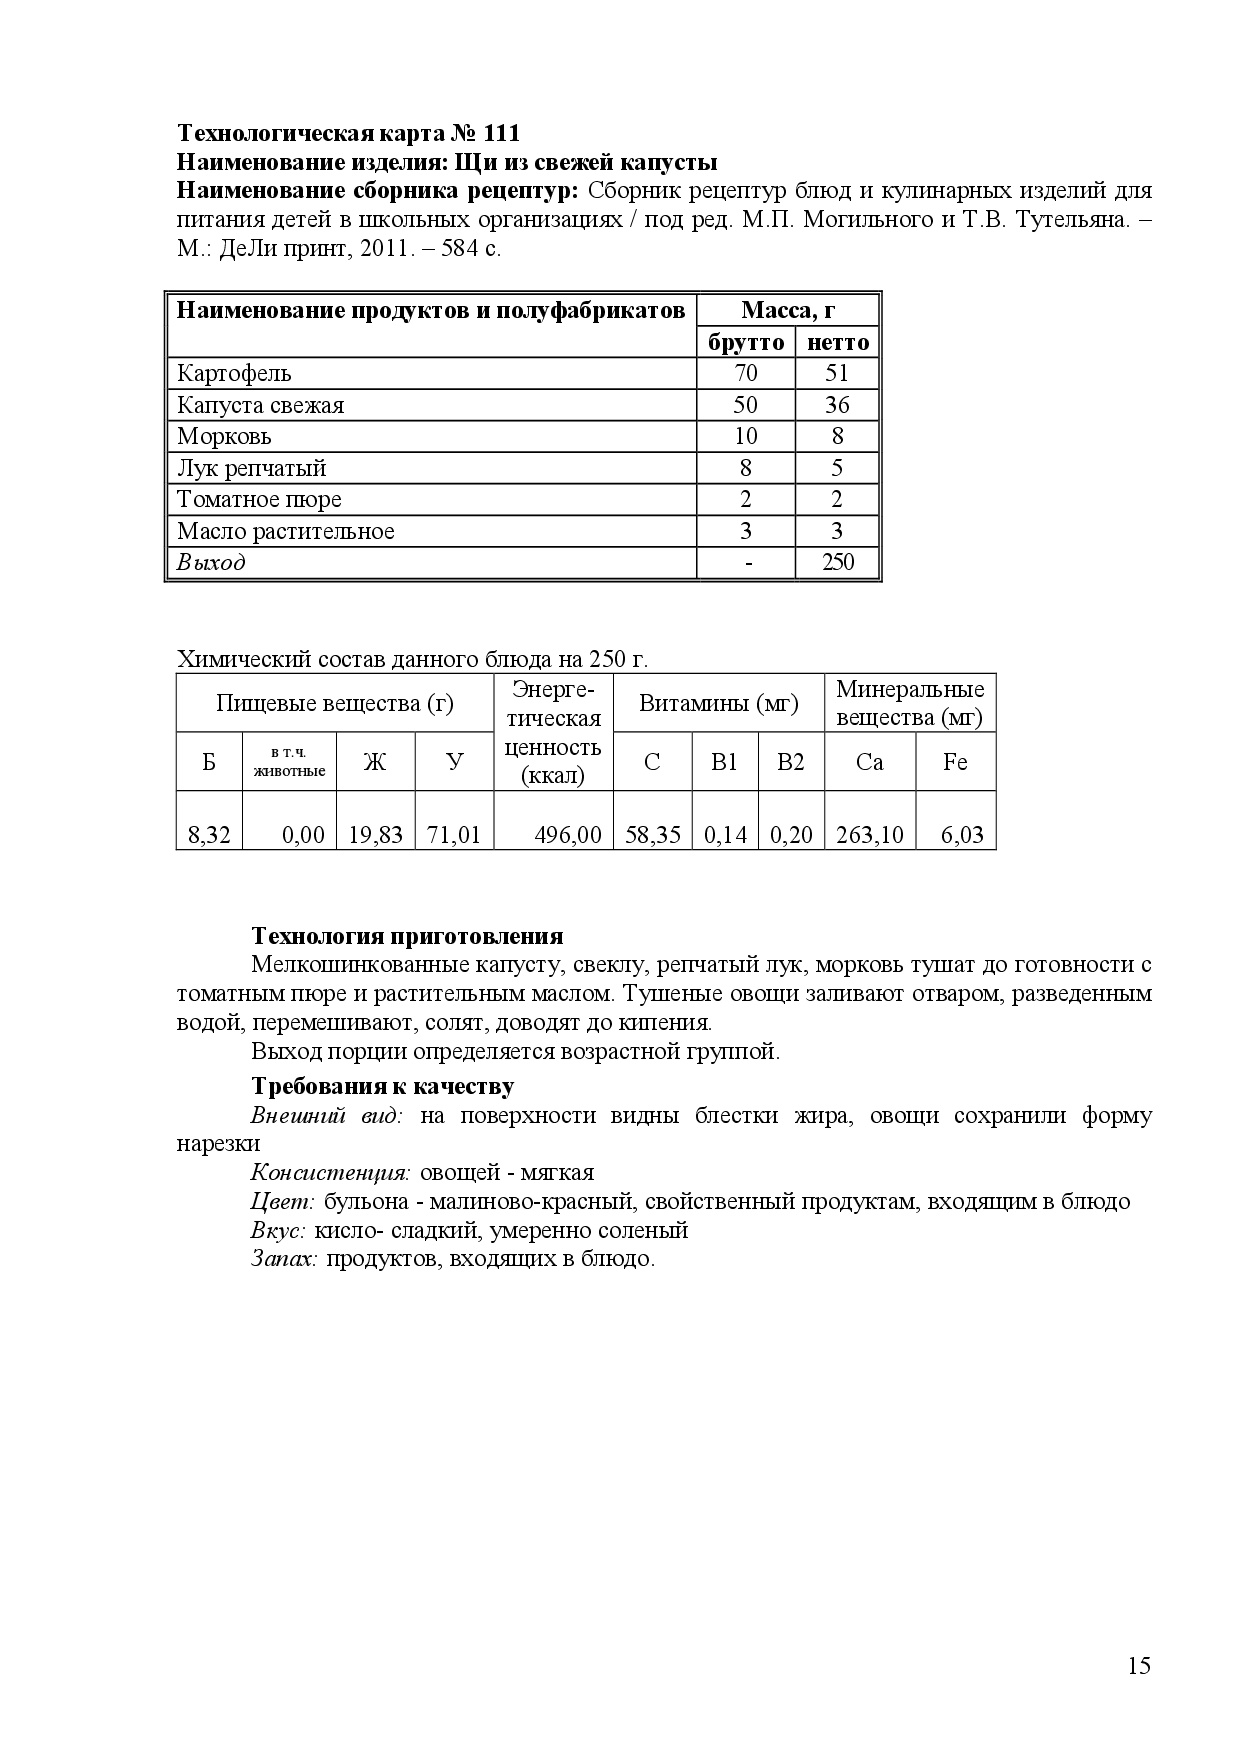 Технологическая карта № 111
Наименование изделия: Щи из свежей капусты
Наименование сборника рецептур: Сборник рецептур блюд и кулинарных изделий для
питания детей в школьных организациях / под ред. М.П. Могильного и Т.В. Тутельяна. –
М.: ДеЛи принт, 2011. – 584 с.
Наименование продуктов и полуфабрикатов Масса, г
брутто нетто
Картофель 70 51
Капуста свежая 50 36
Морковь 10 8
Лук репчатый 8 5
Томатное пюре 2 2
Масло растительное 3 3
Выход - 250
Химический состав данного блюда на 250 г.
Пищевые вещества (г) Энерге-
тическая
ценность
(ккал) Витамины (мг) Минеральные
вещества (мг)
Б в т.ч.
животные Ж У С В1 В2 Ca Fe
8,32 0,00 19,83 71,01 496,00 58,35 0,14 0,20 263,10 6,03
Технология приготовления
Мелкошинкованные капусту, свеклу, репчатый лук, морковь тушат до готовности с
томатным пюре и растительным маслом. Тушеные овощи заливают отваром, разведенным
водой, перемешивают, солят, доводят до кипения.
Выход порции определяется возрастной группой.
Требования к качеству
Внешний вид: на поверхности видны блестки жира, овощи сохранили форму
нарезки
Консистенция: овощей - мягкая
Цвет: бульона - малиново-красный, свойственный продуктам, входящим в блюдо
Вкус: кисло- сладкий, умеренно соленый
Запах: продуктов, входящих в блюдо.
15